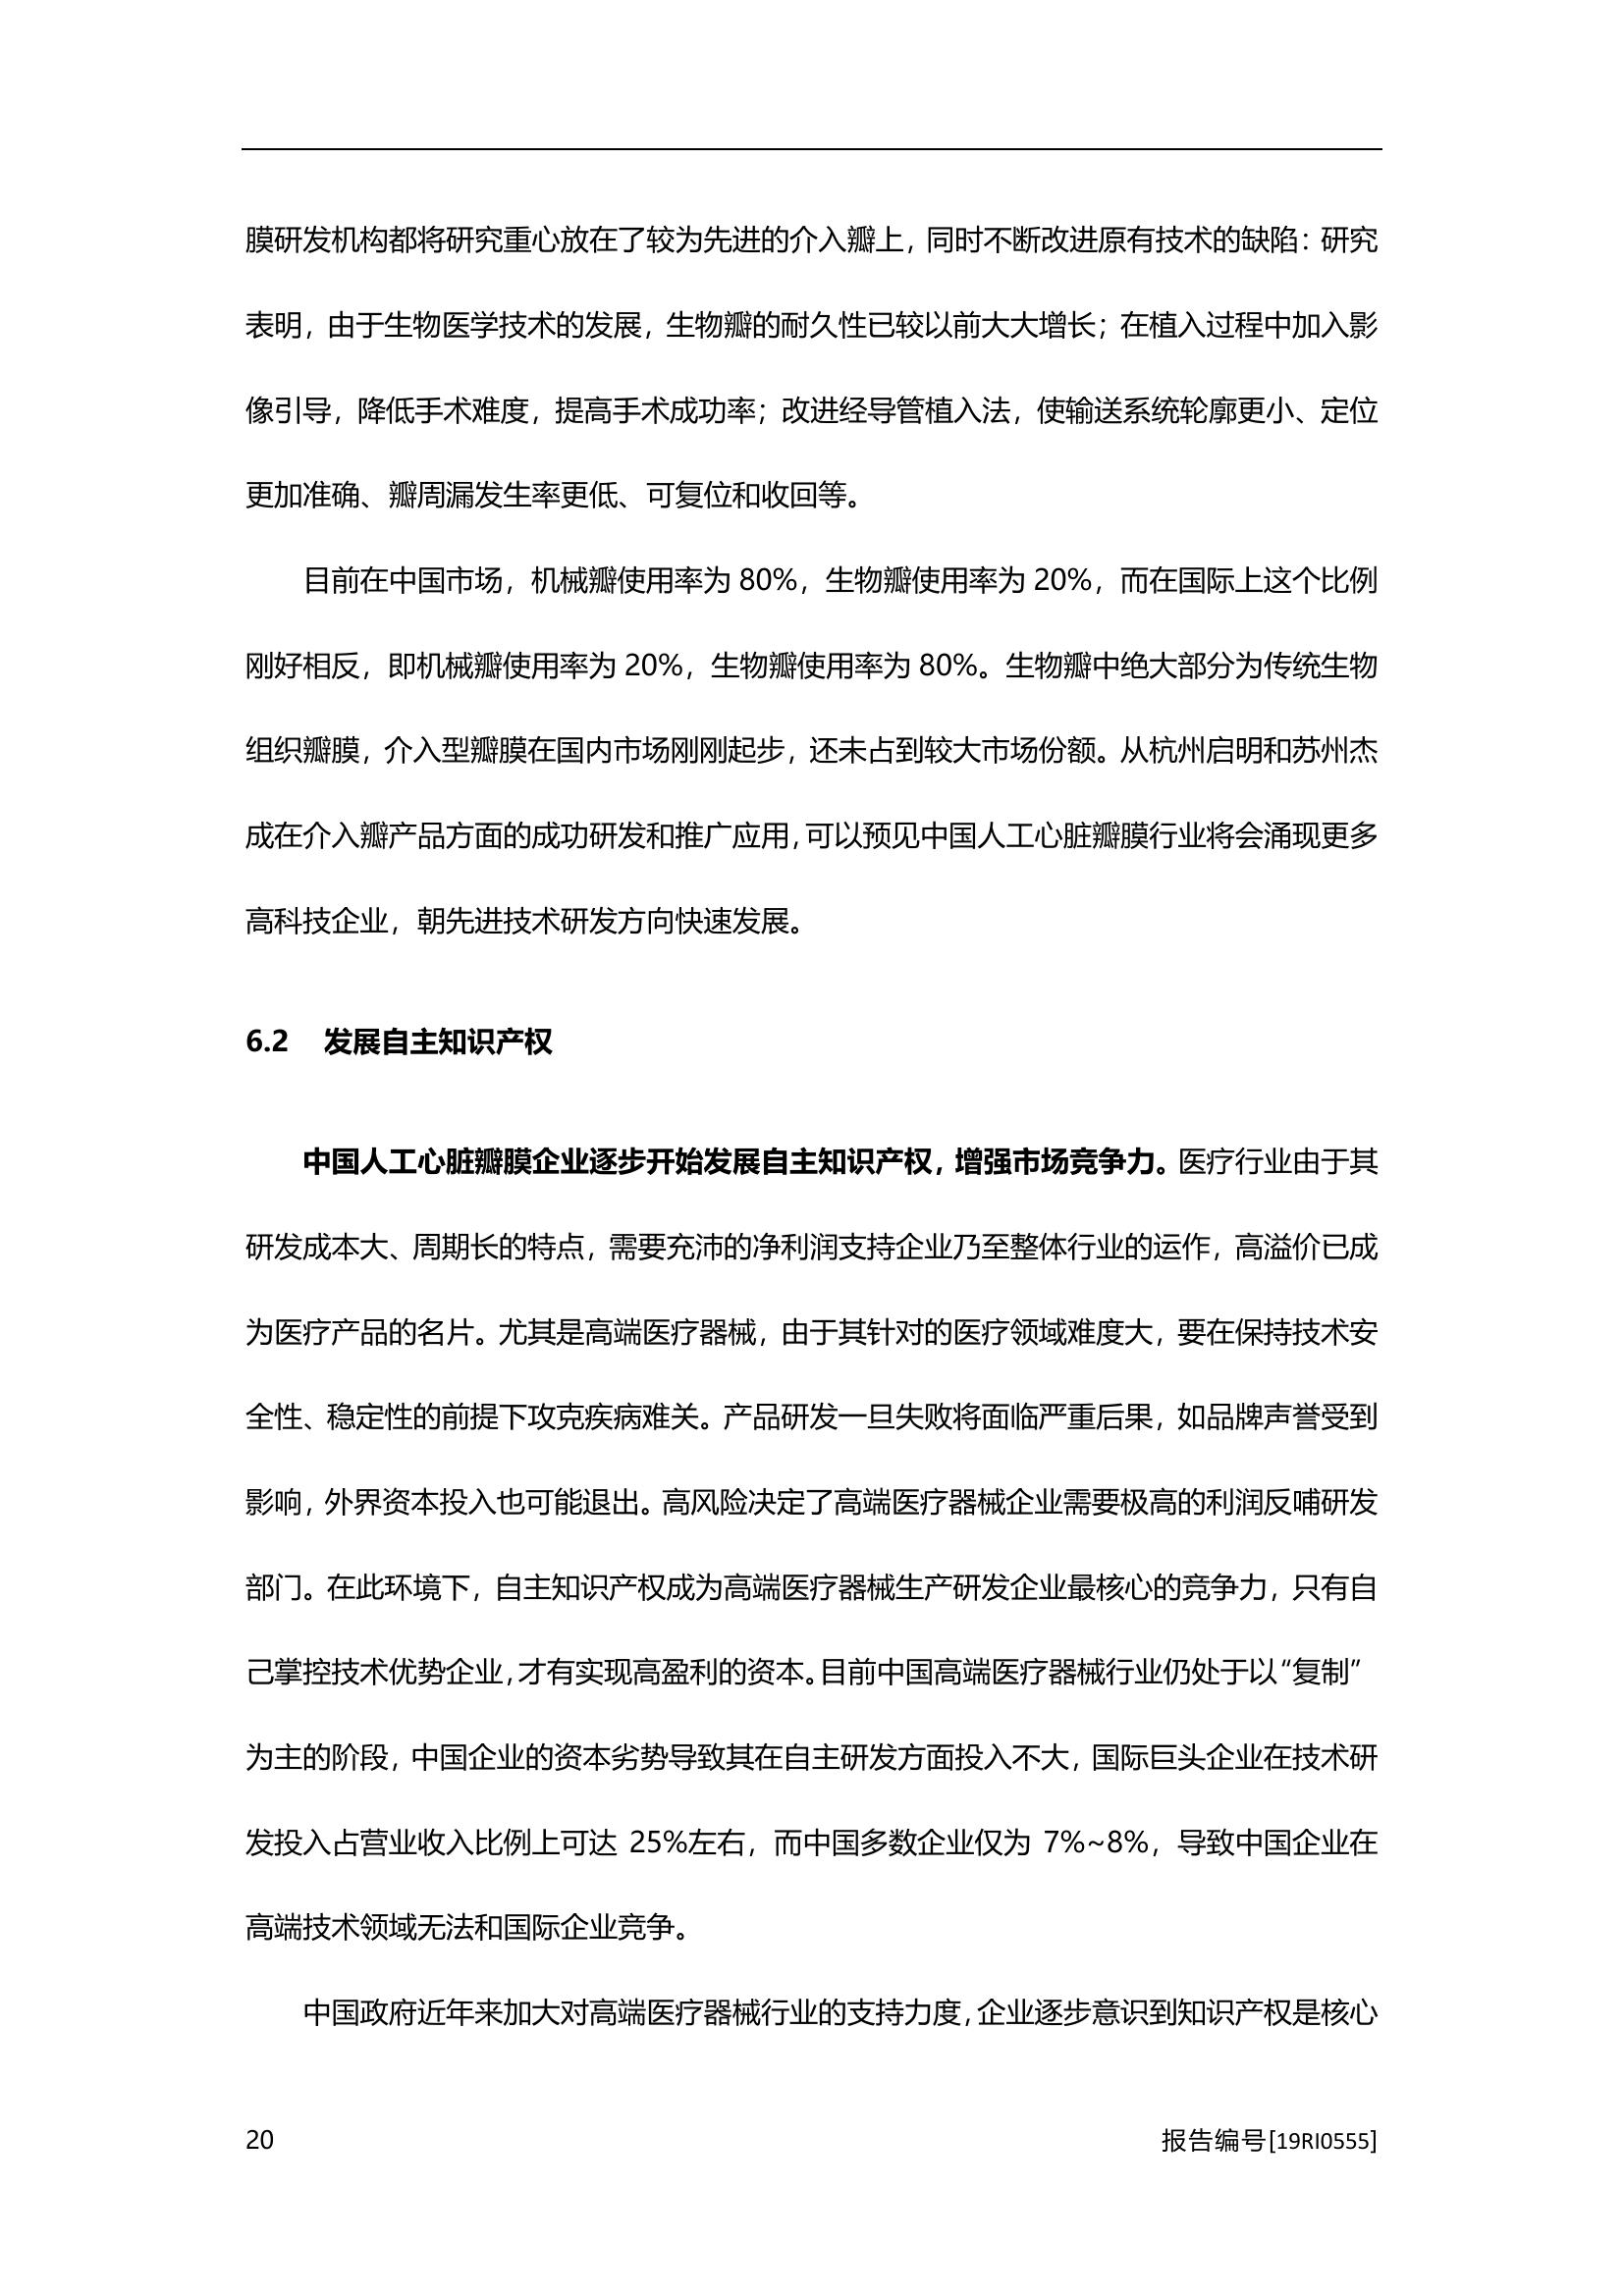 膜研发机构都将研究重心放在了较为先进的介入瓣上，同时不断改进原有技术的缺陷：研究
表明，由于生物医学技术的发展，生物瓣的耐久性已较以前大大增长；在植入过程中加入影
像引导，降低手术难度，提高手术成功率；改进经导管植入法，使输送系统轮廓更小、定位
更加准确、瓣周漏发生率更低、可复位和收回等。
目前在中国市场，机械瓣使用率为 80%，生物瓣使用率为 20%，而在国际上这个比例
刚好相反，即机械瓣使用率为 20%，生物瓣使用率为 80%。生物瓣中绝大部分为传统生物
组织瓣膜，介入型瓣膜在国内市场刚刚起步，还未占到较大市场份额。从杭州启明和苏州杰
成在介入瓣产品方面的成功研发和推广应用，可以预见中国人工心脏瓣膜行业将会涌现更多
高科技企业，朝先进技术研发方向快速发展。
6.2 发展自主知识产权
中国人工心脏瓣膜企业逐步开始发展自主知识产权，增强市场竞争力。医疗行业由于其
研发成本大、周期长的特点，需要充沛的净利润支持企业乃至整体行业的运作，高溢价已成
为医疗产品的名片。尤其是高端医疗器械，由于其针对的医疗领域难度大，要在保持技术安
全性、稳定性的前提下攻克疾病难关。产品研发一旦失败将面临严重后果，如品牌声誉受到
影响，外界资本投入也可能退出。高风险决定了高端医疗器械企业需要极高的利润反哺研发
部门。在此环境下，自主知识产权成为高端医疗器械生产研发企业最核心的竞争力，只有自
己掌控技术优势企业，才有实现高盈利的资本。目前中国高端医疗器械行业仍处于以“复制”
为主的阶段，中国企业的资本劣势导致其在自主研发方面投入不大，国际巨头企业在技术研
发投入占营业收入比例上可达 25%左右，而中国多数企业仅为 7%~8%，导致中国企业在
高端技术领域无法和国际企业竞争。
中国政府近年来加大对高端医疗器械行业的支持力度，企业逐步意识到知识产权是核心
20 报告编号[19RI0555]